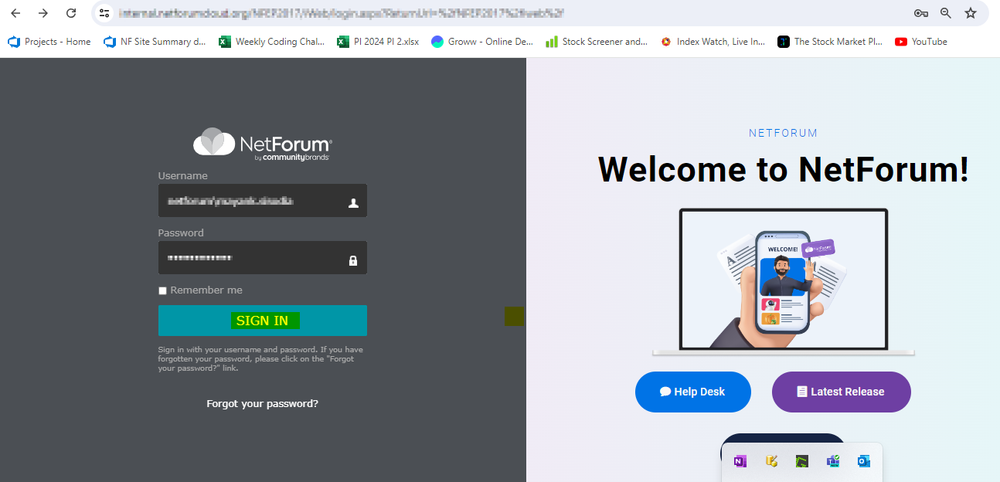 Projects - Home
NF Site Summary d...
Weekly Coding Chal...
PI 2024 PI 2.xlsx
Groww - Online De...
Stock Screener and...
Index Watch, Live In...
The Stock Market Pl...
YouTube
NetForum®
by communitybrands
Username
Password
Remember me
SIGN IN
Sign in with your username and password. If you have
forgotten your password, please click on the "Forgot
your password?" link.
Forgot your password?
NETFORUM
Welcome to NetForum!
WELCOME!
NetForum
A
Help Desk
Latest Release